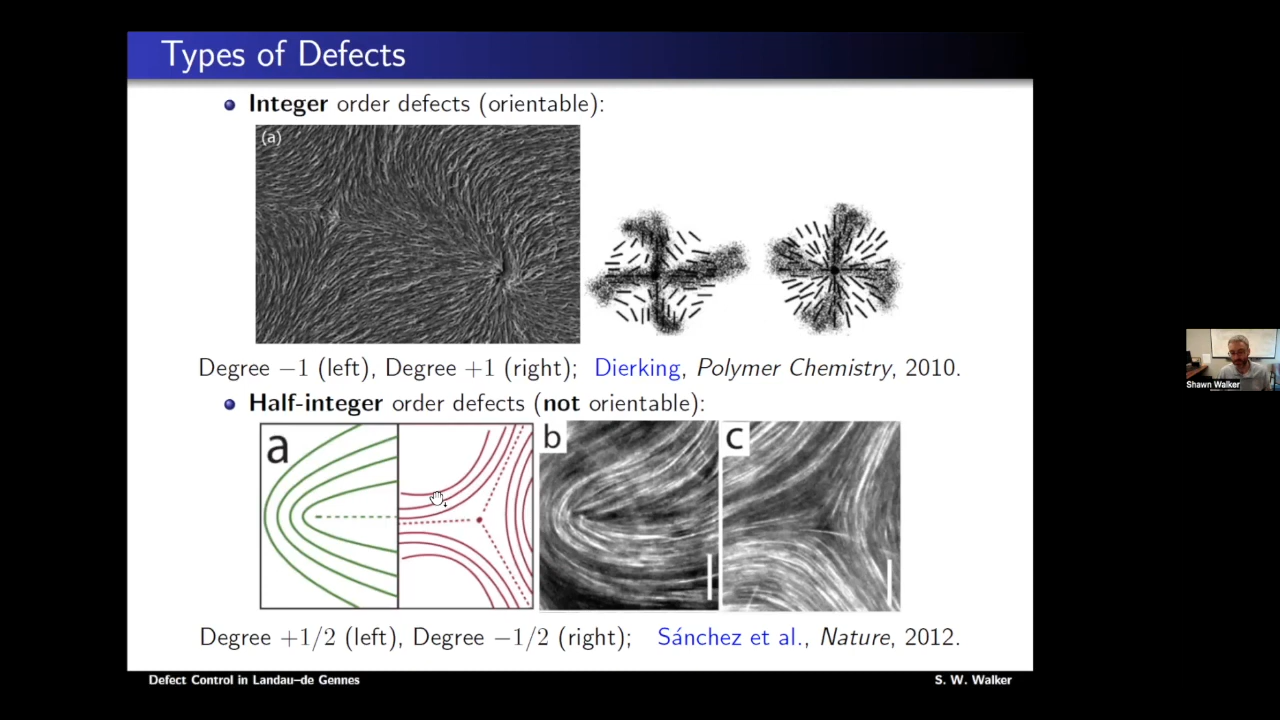 Types of Defects
Integer order defects (orientable):
(a)
Degree −1 (left), Degree +1 (right); Dierking, Polymer Chemistry, 2010.
Half-integer order defects (not orientable):
a
b
c
Degree +1/2 (left), Degree −1/2 (right); Sánchez et al., Nature, 2012.
Defect Control in Landau–de Gennes
S. W. Walker
Shawn Walker